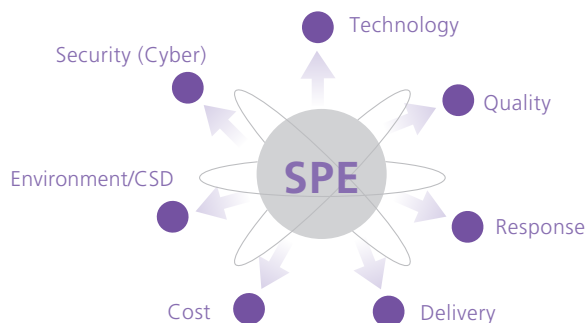 Technology
Security (Cyber)
Quality
Environment/CSD
SPE
Response
Cost
Delivery